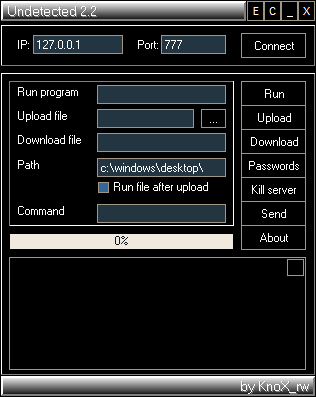 Undetected 2.2 E C _ X
IP: 127.0.0.1 Port: 777 Connect
Run program Run
Upload file ... Upload
Download file Download
Path c:\windows\desktop\ Passwords
Run file after upload Kill server
Command Send
0% About
by KnoX_rw